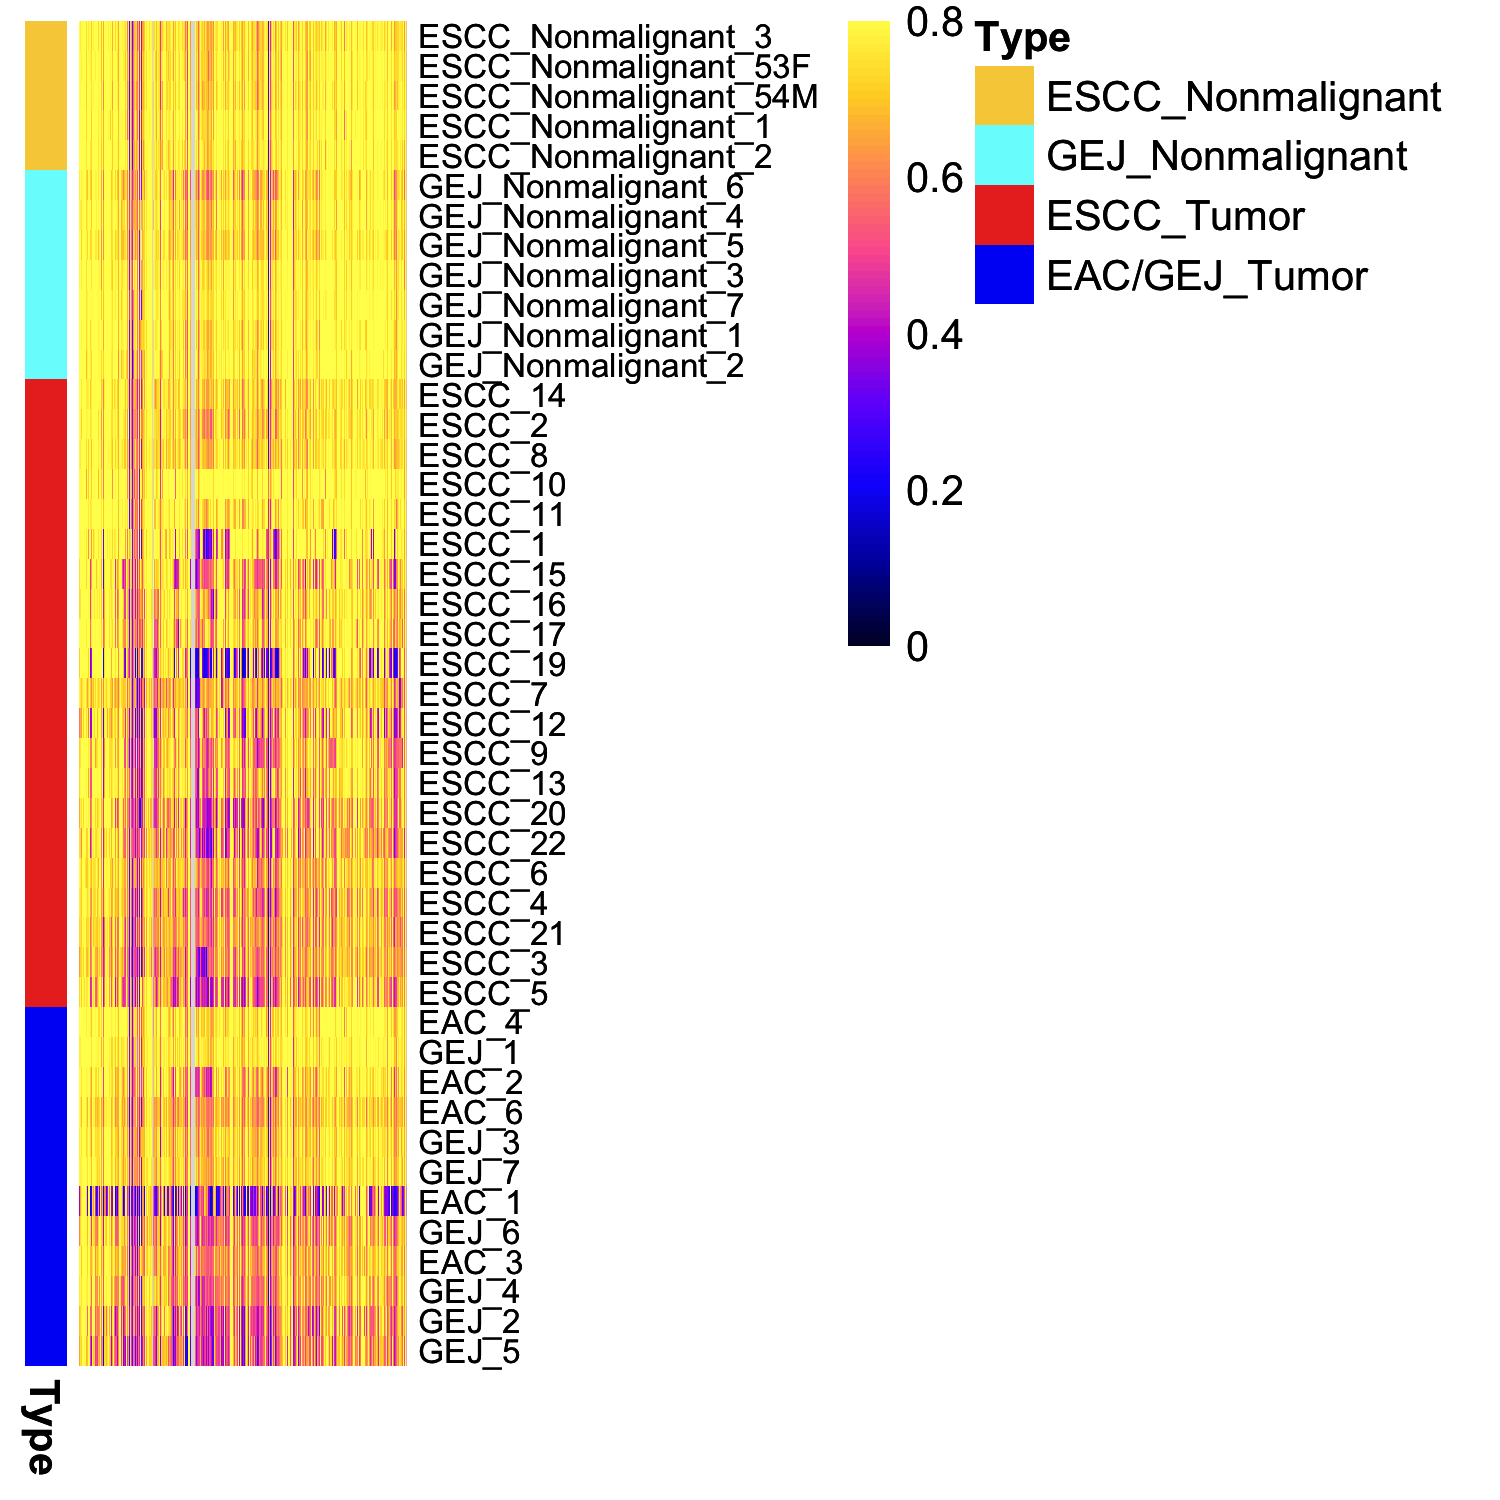 ESCC_Nonmalignant_3
ESCC_Nonmalignant_53F
ESCC_Nonmalignant_54M
ESCC_Nonmalignant_1
ESCC_Nonmalignant_2
GEJ_Nonmalignant_6
GEJ_Nonmalignant_4
GEJ_Nonmalignant_5
GEJ_Nonmalignant_3
GEJ_Nonmalignant_7
GEJ_Nonmalignant_1
GEJ_Nonmalignant_2
ESCC_14
ESCC_2
ESCC_8
ESCC_10
ESCC_11
ESCC_1
ESCC_15
ESCC_16
ESCC_17
ESCC_19
ESCC_7
ESCC_12
ESCC_9
ESCC_13
ESCC_20
ESCC_22
ESCC_6
ESCC_4
ESCC_21
ESCC_3
ESCC_5
EAC_4
GEJ_1
EAC_2
EAC_6
GEJ_3
GEJ_7
EAC_1
GEJ_6
EAC_3
GEJ_4
GEJ_2
GEJ_5
Type
0.8
0.6
0.4
0.2
0
Type
ESCC_Nonmalignant
GEJ_Nonmalignant
ESCC_Tumor
EAC/GEJ_Tumor